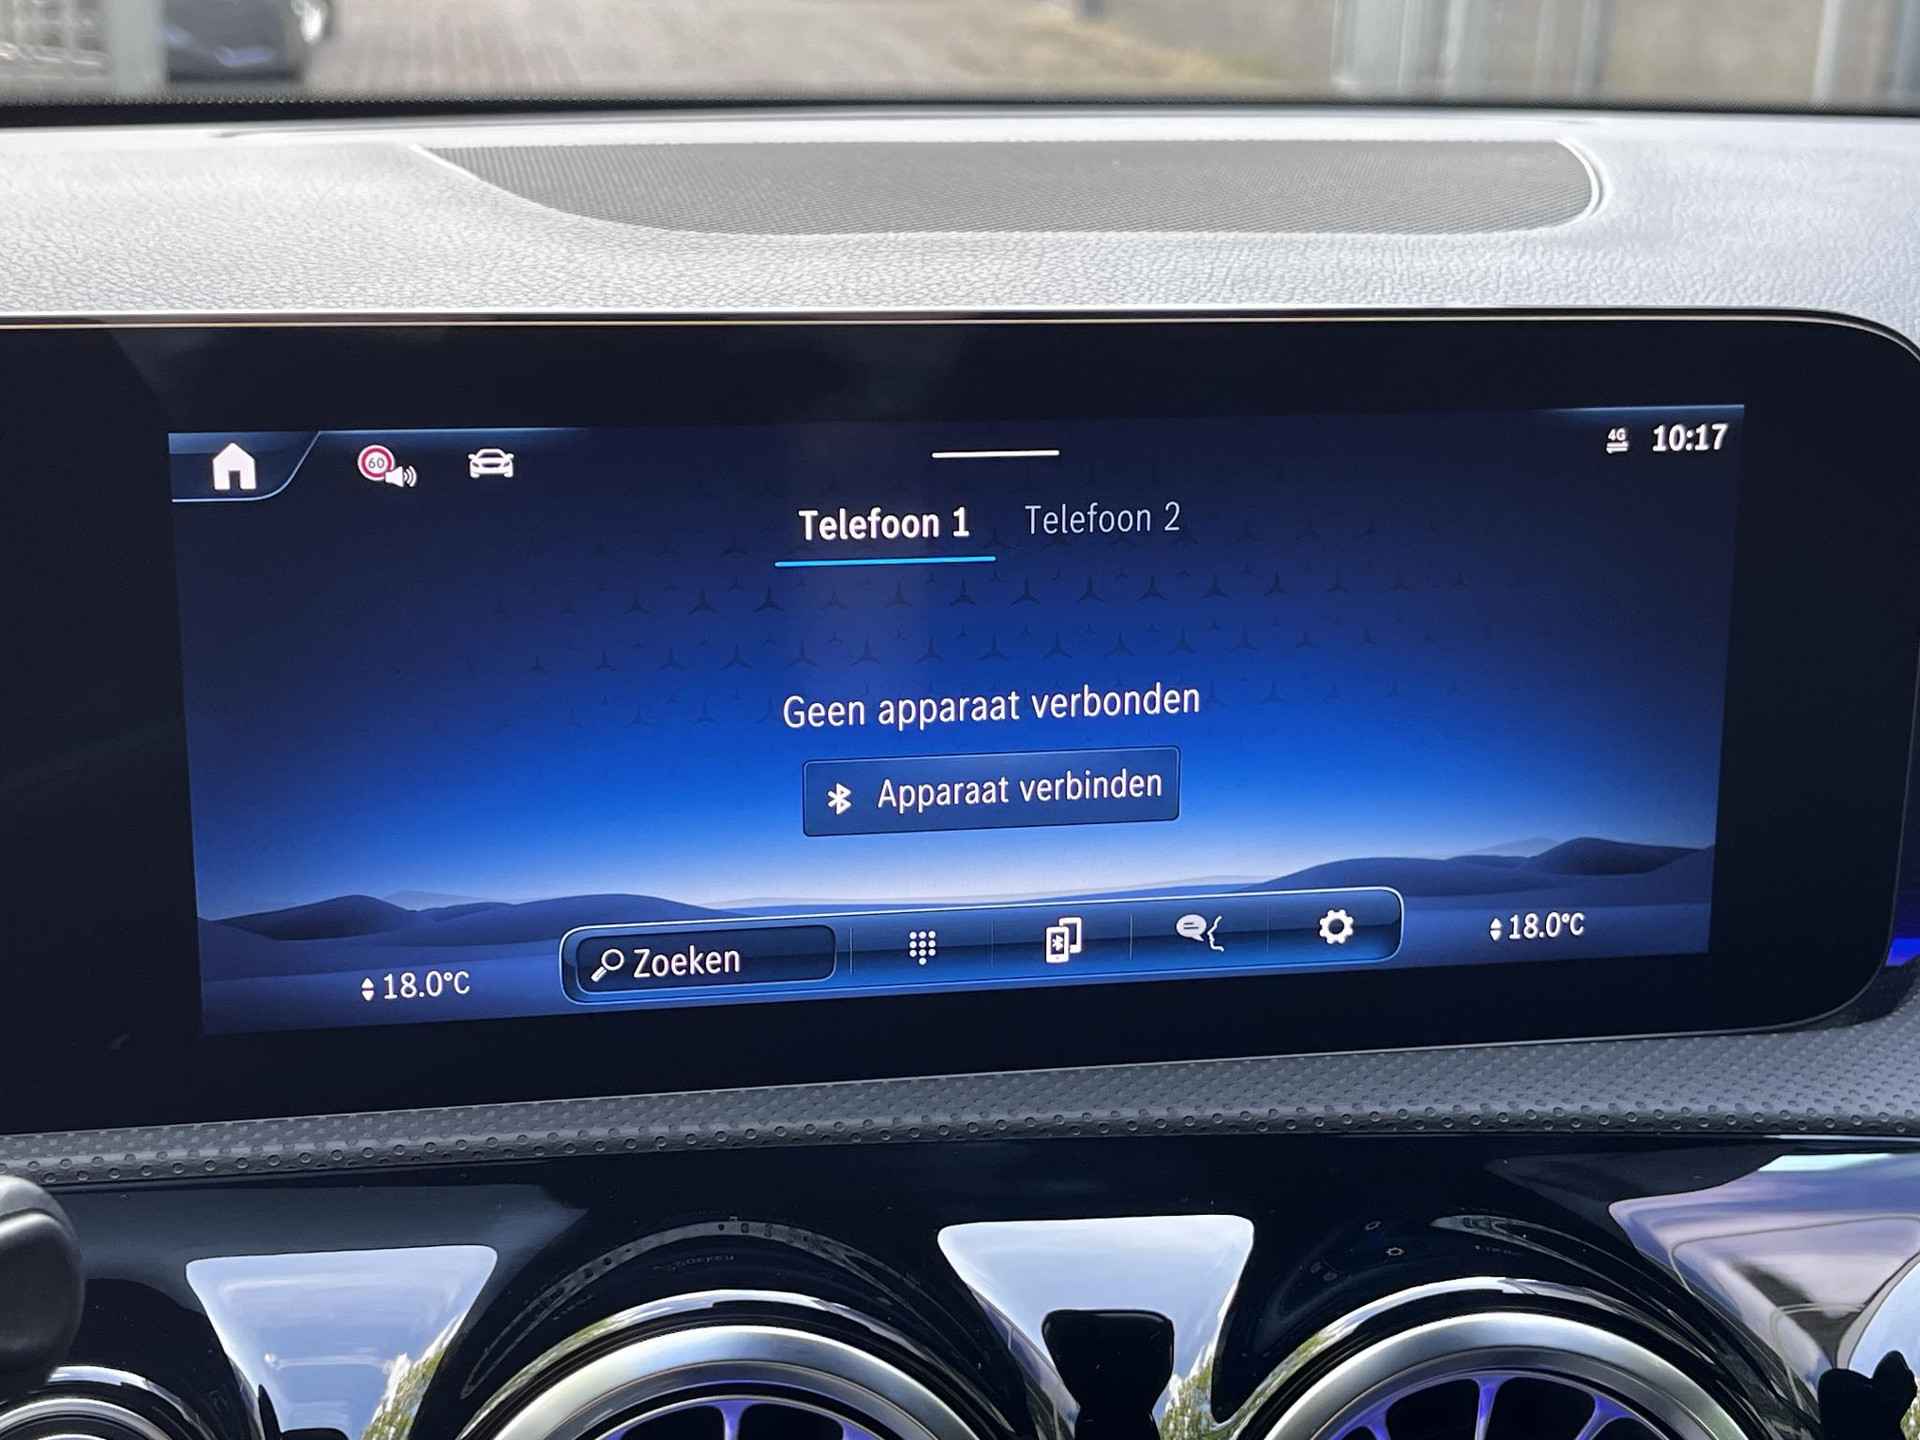 60
4G 10:17
Telefoon 1 Telefoon 2
Geen apparaat verbonden
Apparaat verbinden
Zoeken
18.0°C
18.0°C